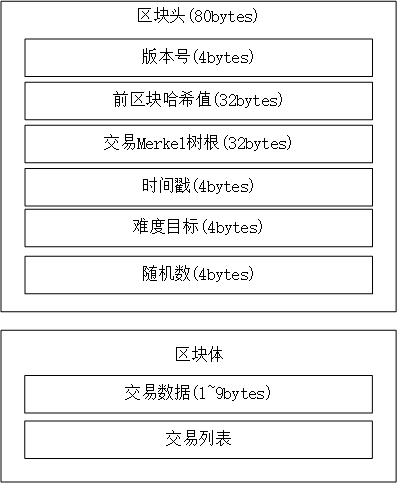 区块头(80bytes)
版本号(4bytes)
前区块哈希值(32bytes)
交易Merkel树根(32bytes)
时间戳(4bytes)
难度目标(4bytes)
随机数(4bytes)
区块体
交易数据(1~9bytes)
交易列表